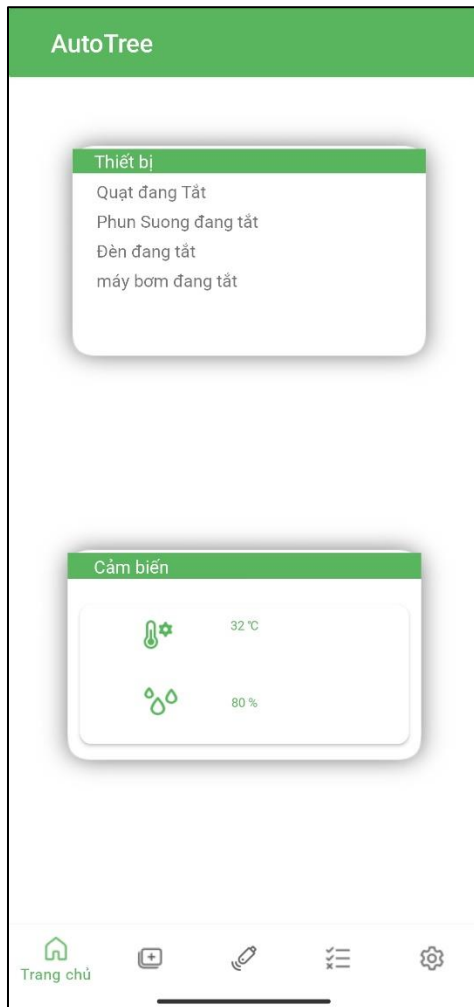 AutoTree
Thiết bị
Quạt đang Tắt
Phun Suong đang tắt
Đèn đang tắt
máy bơm đang tắt
Cảm biến
32 ℃
80 %
Trang chủ